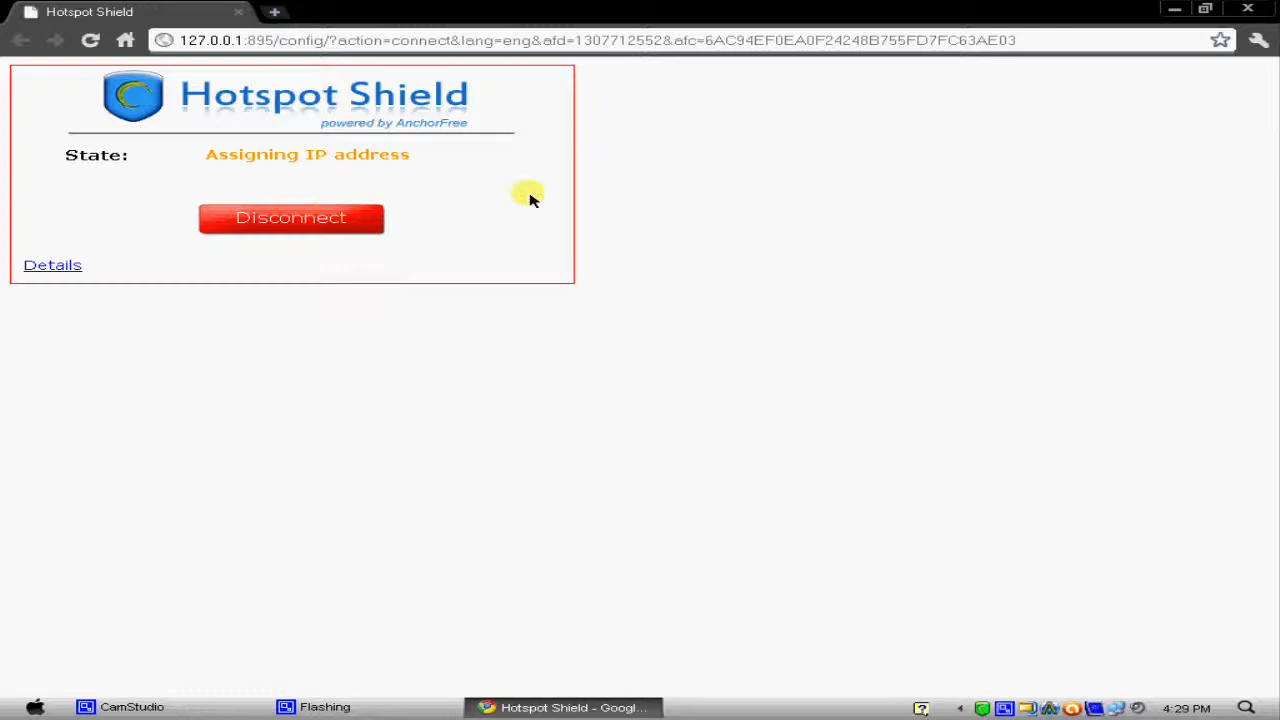 Hotspot Shield
127.0.0.1:895/config/?action=connect&lang=eng&afd=1307712552&afc=6AC94EF0EA0F24248B755FD7FC63AE03
Hotspot Shield
powered by AnchorFree
State: Assigning IP address
Disconnect
Details
CamStudio Flashing Hotspot Shield - Googl... 4:29 PM